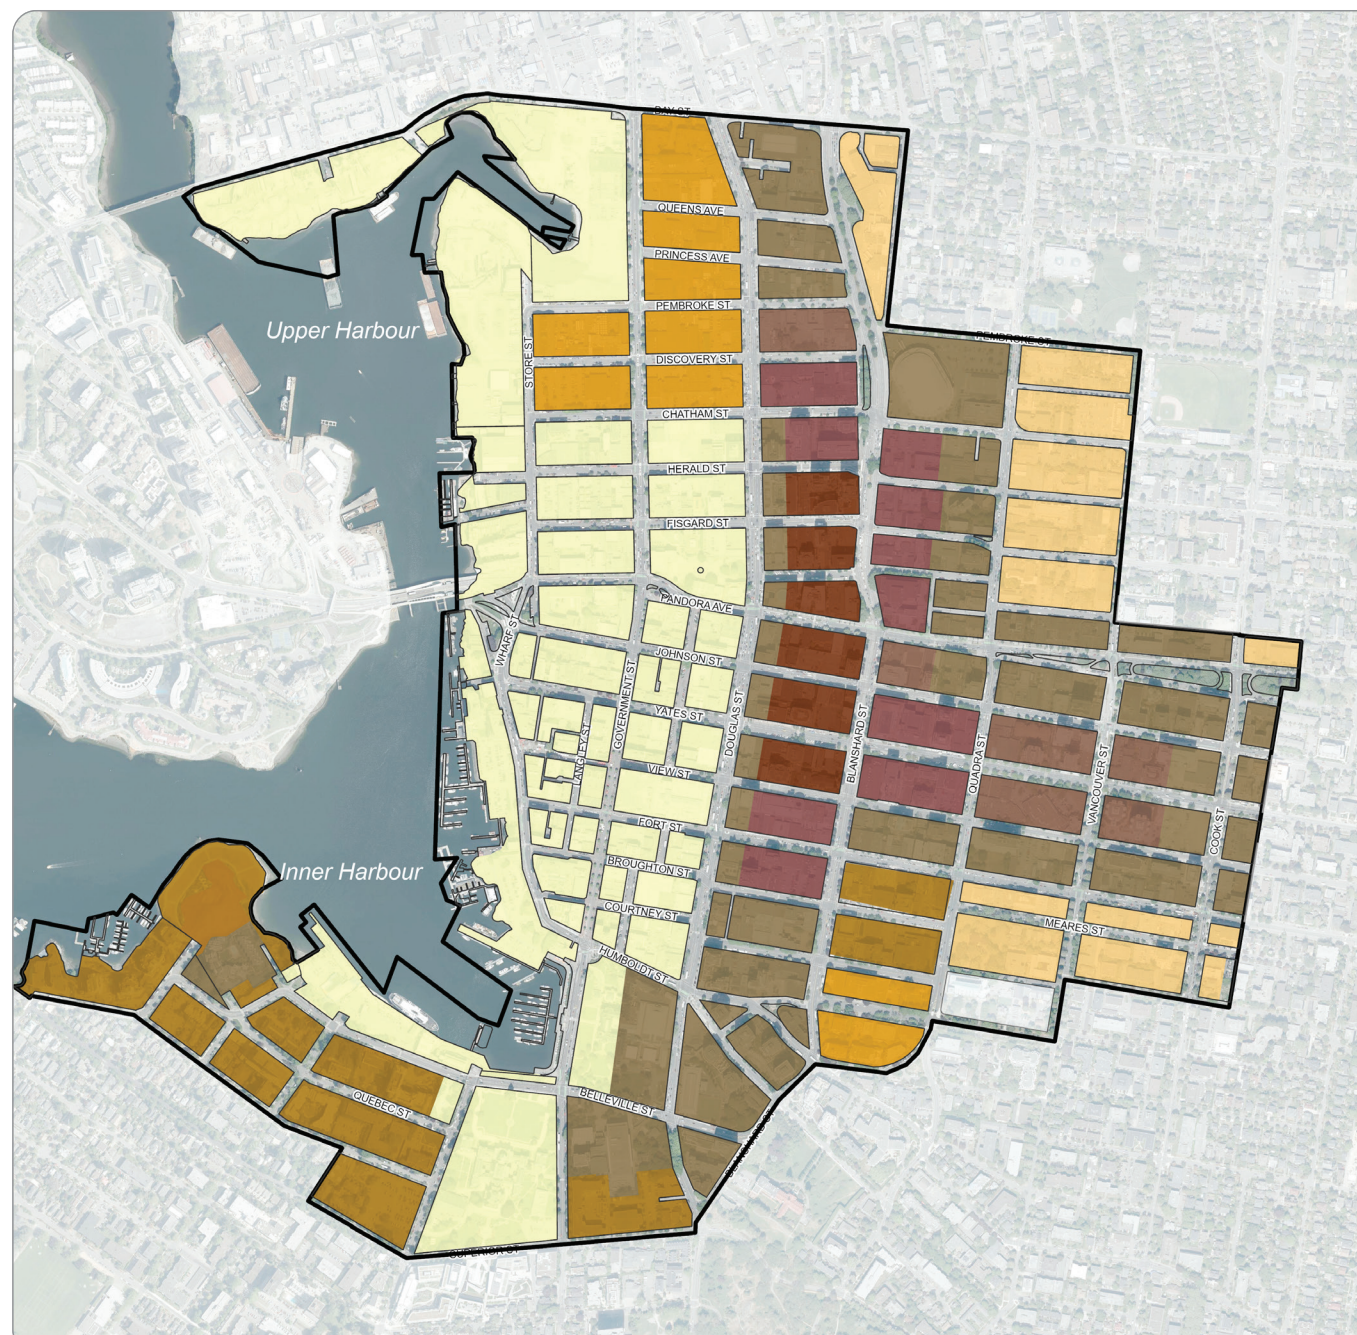 BAY ST
QUEENS AVE
PRINCESS AVE
PEMBROKE ST
Upper Harbour
STORE ST
PEMBROKE ST
DISCOVERY ST
CHATHAM ST
HERALD ST
FISGARD ST
PANDORA AVE
WHARF ST
JOHNSON ST
GOVERNMENT ST
YATES ST
DOUGLAS ST
LANGLEY ST
BLANSHARD ST
QUADRA ST
VANCOUVER ST
VIEW ST
COOK ST
FORT ST
Inner Harbour
BROUGHTON ST
COURTNEY ST
MEARES ST
HUMBOLDT ST
QUEBEC ST
BELLEVILLE ST
BLANSHARD ST
SUPERIOR ST